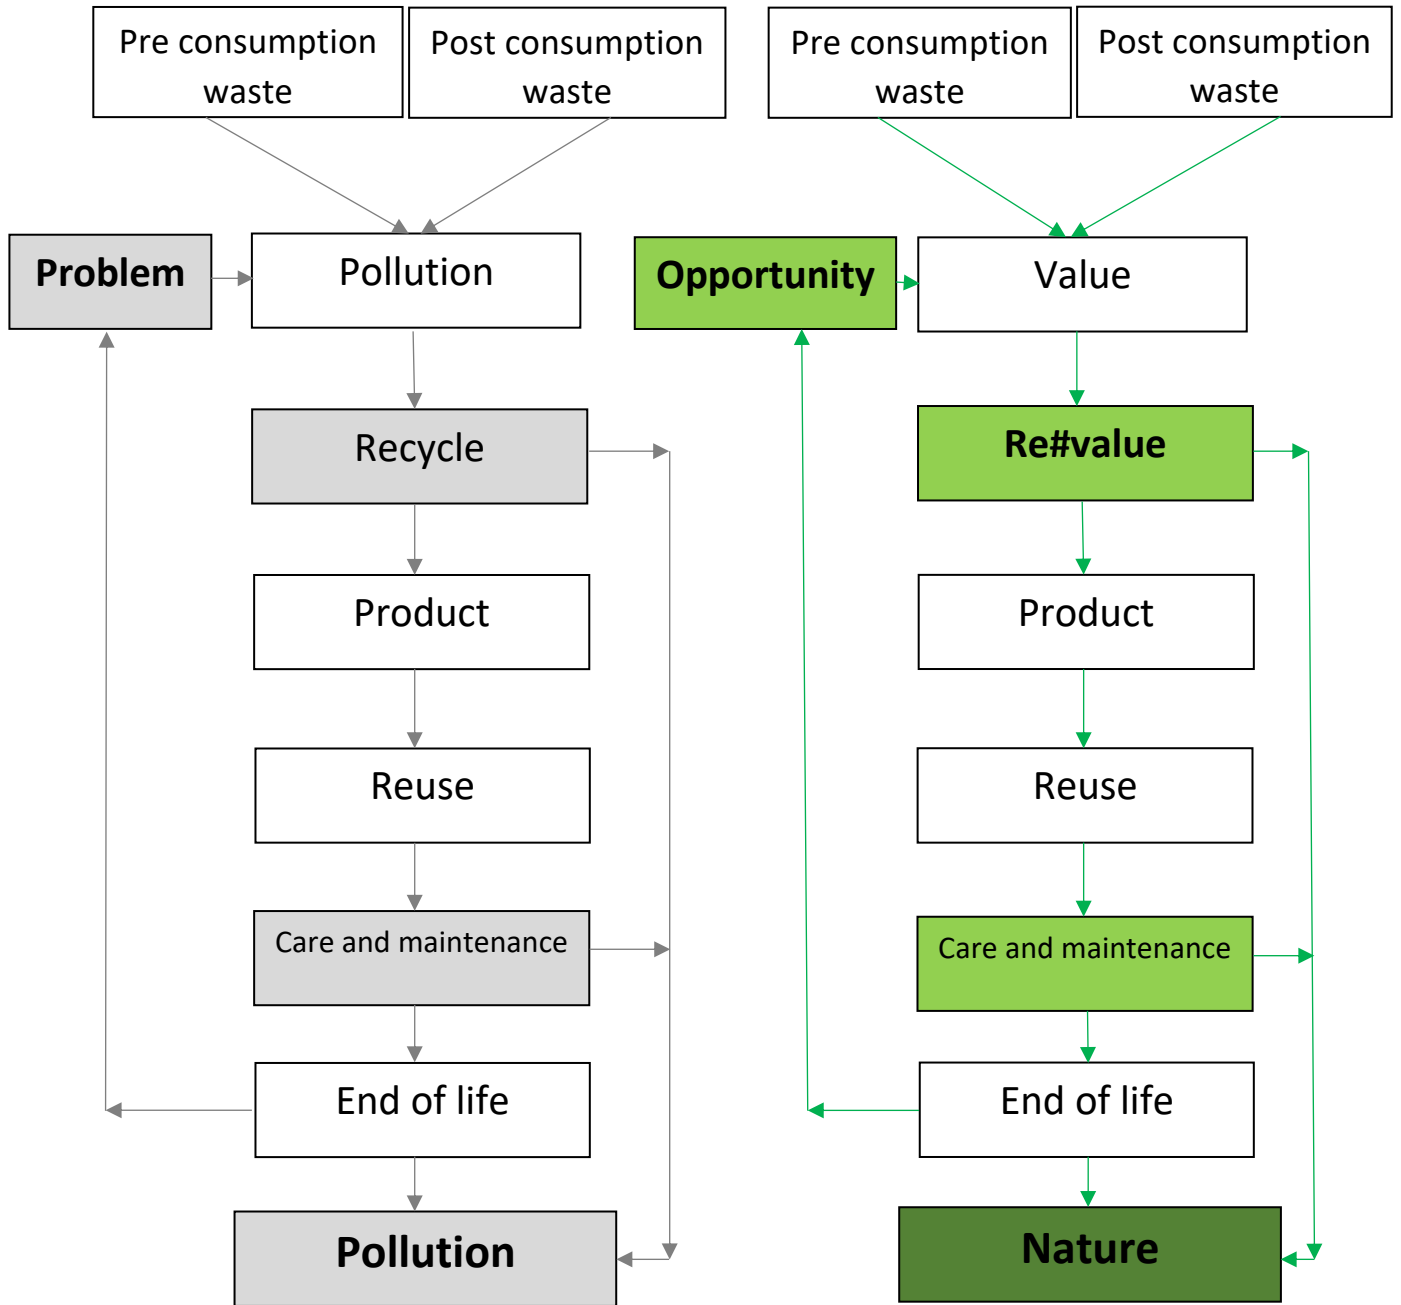 Pre consumption
waste
Post consumption
waste
Problem
Pollution
Recycle
Product
Reuse
Care and maintenance
End of life
Pollution
Pre consumption
waste
Post consumption
waste
Opportunity
Value
Re#value
Product
Reuse
Care and maintenance
End of life
Nature